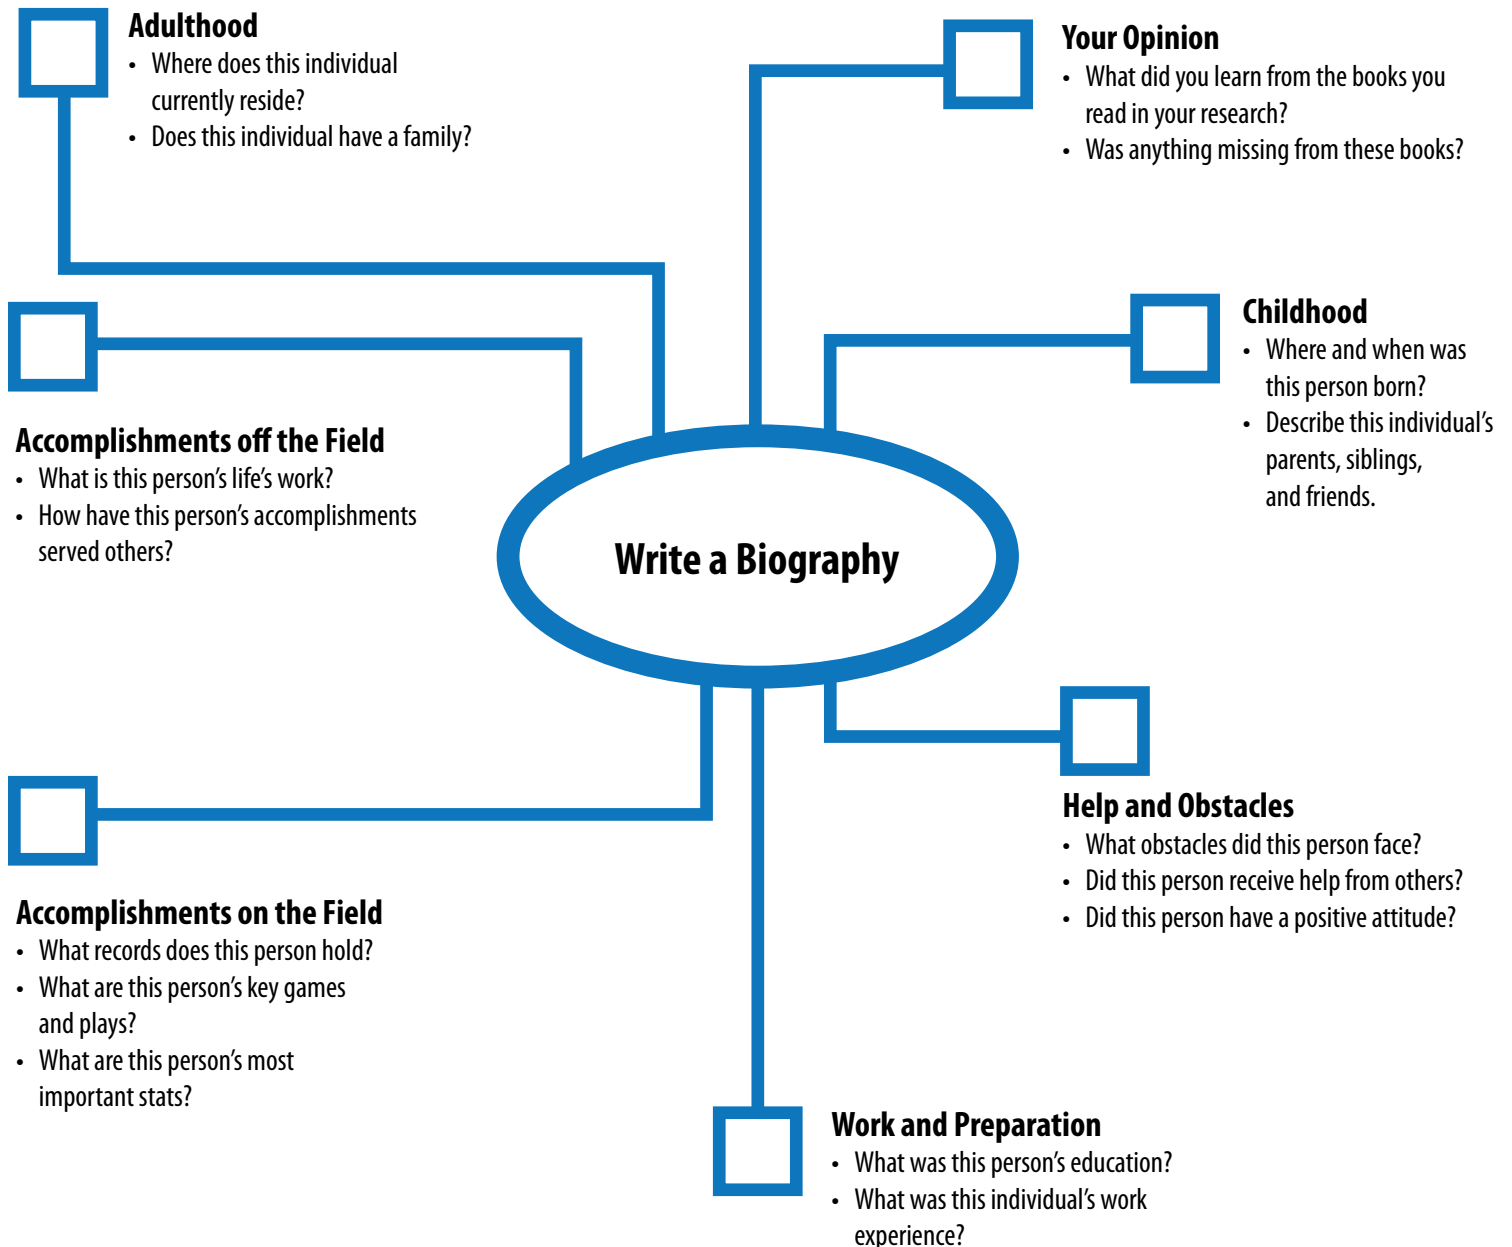 Adulthood
• Where does this individual
currently reside?
• Does this individual have a family?
Your Opinion
• What did you learn from the books you
read in your research?
• Was anything missing from these books?
Childhood
• Where and when was
this person born?
• Describe this individual’s
parents, siblings,
and friends.
Accomplishments off the Field
• What is this person’s life’s work?
• How have this person’s accomplishments
served others?
Write a Biography
Help and Obstacles
• What obstacles did this person face?
• Did this person receive help from others?
• Did this person have a positive attitude?
Accomplishments on the Field
• What records does this person hold?
• What are this person’s key games
and plays?
• What are this person’s most
important stats?
Work and Preparation
• What was this person’s education?
• What was this individual’s work
experience?